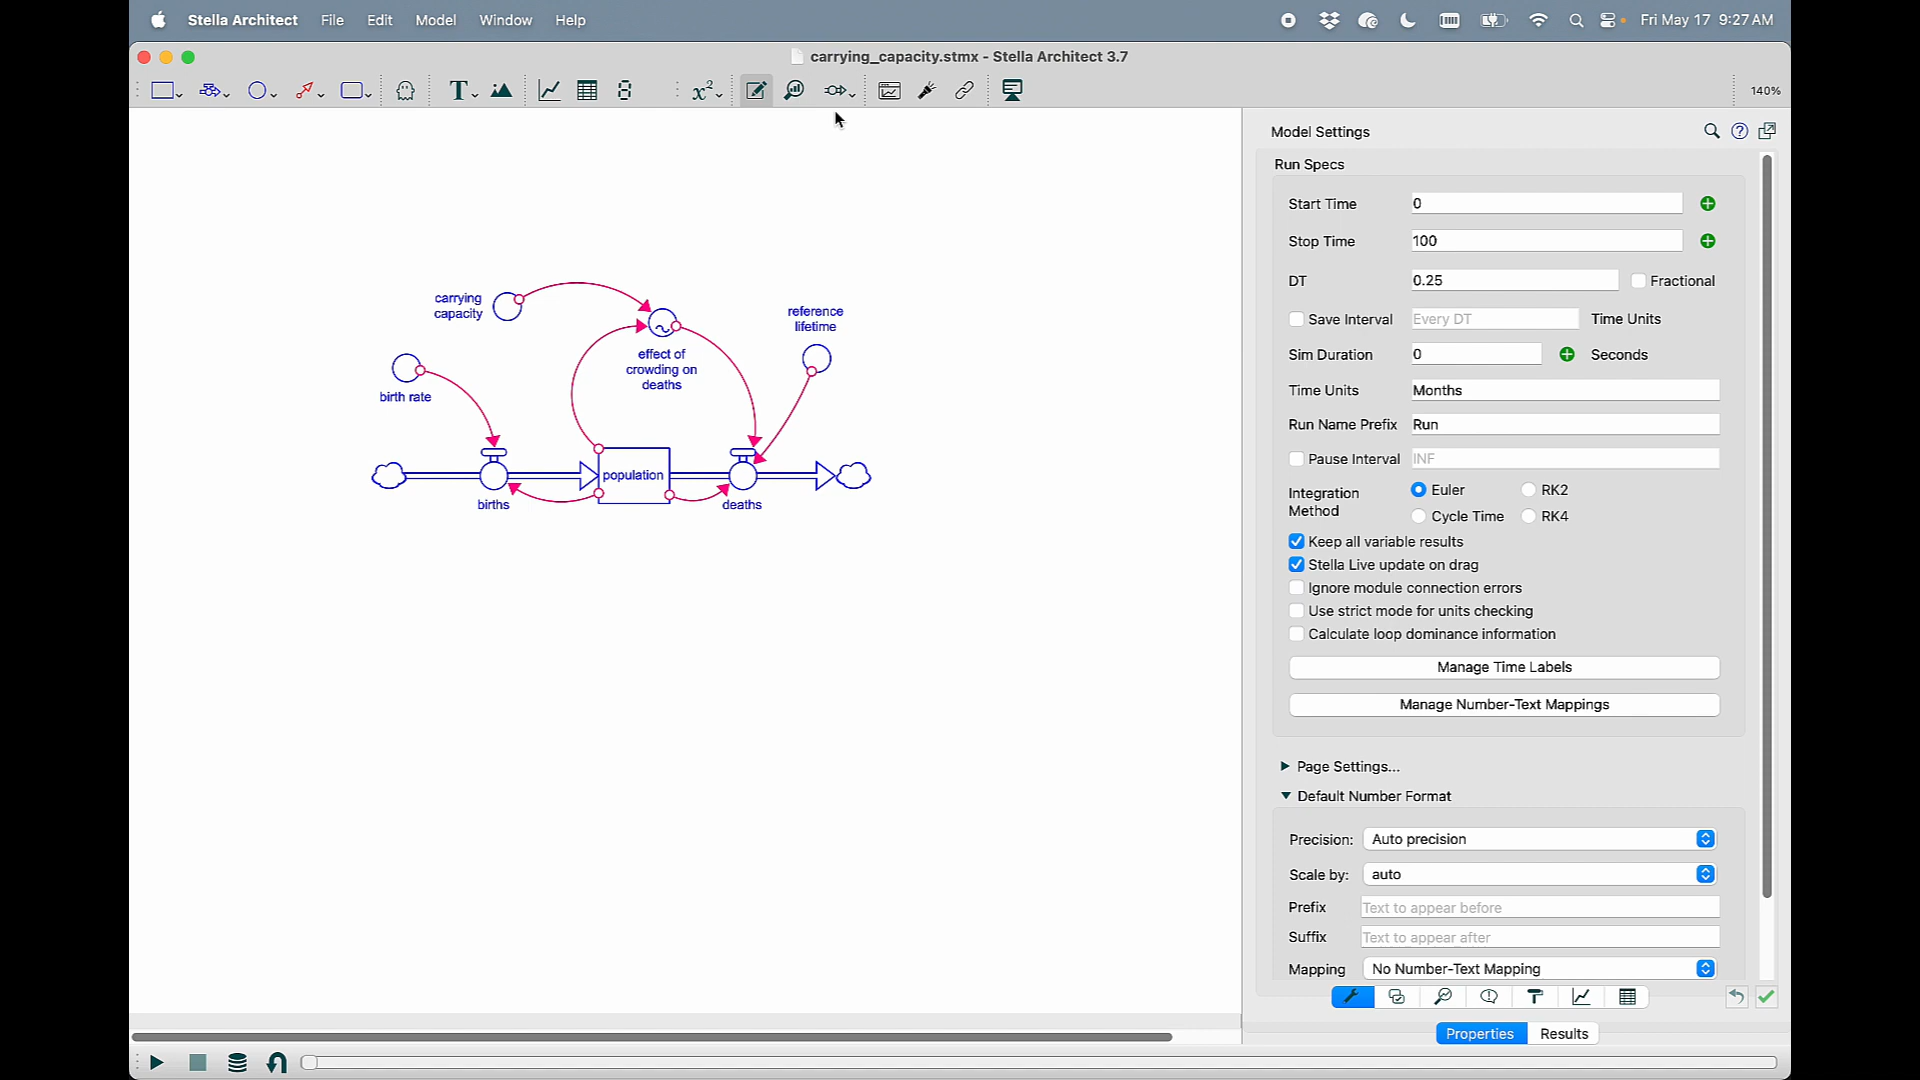 Stella Architect File Edit Model Window Help Fri May 17 9:27 AM
carrying_capacity.stmx - Stella Architect 3.7
T x² 140%
Model Settings
Run Specs
Start Time 0
Stop Time 100
DT 0.25 Fractional
Save Interval Every DT Time Units
Sim Duration 0 Seconds
Time Units Months
Run Name Prefix Run
Pause Interval INF
Integration
Method
Euler RK2
Cycle Time RK4
Keep all variable results
Stella Live update on drag
Ignore module connection errors
Use strict mode for units checking
Calculate loop dominance information
Manage Time Labels
Manage Number-Text Mappings
Page Settings...
Default Number Format
Precision: Auto precision
Scale by: auto
Prefix Text to appear before
Suffix Text to appear after
Mapping No Number-Text Mapping
Properties Results
carrying
capacity
reference
lifetime
effect of
crowding on
deaths
birth rate
population
births
deaths